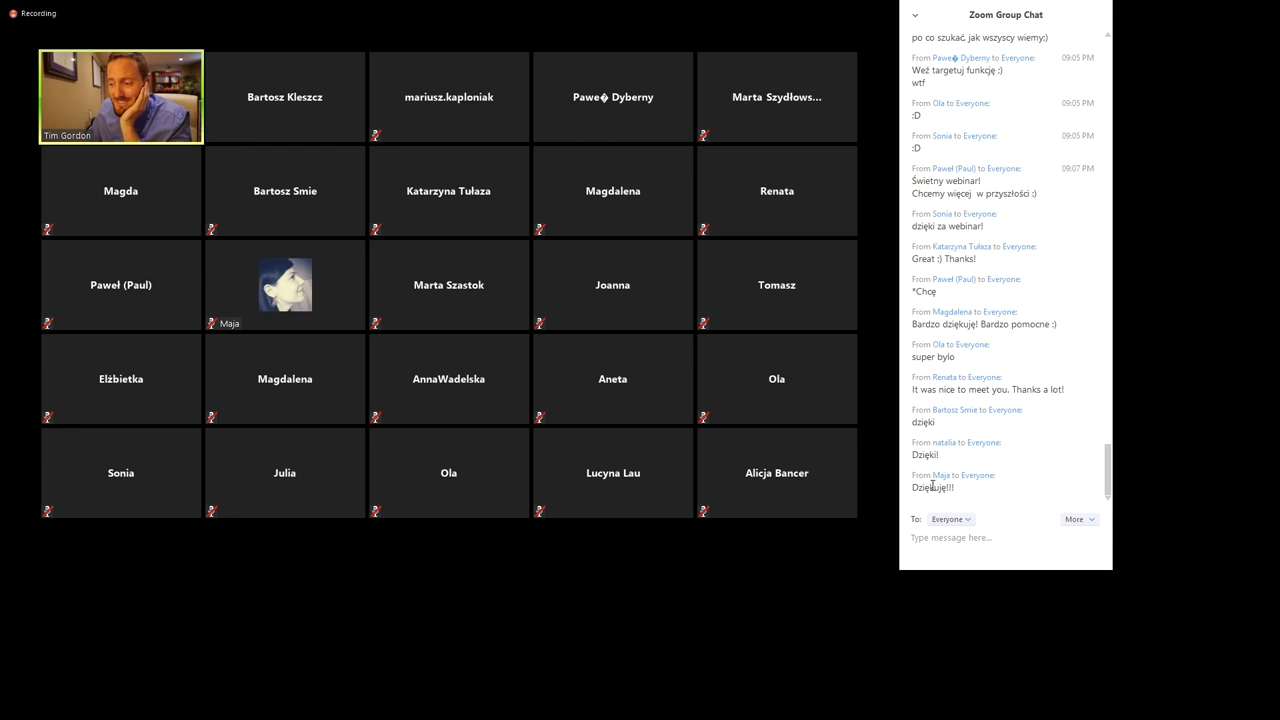 Recording
Tim Gordon
Bartosz Kleszcz
mariusz.kaploniak
Pawe� Dyberny
Marta Szydłows...
Magda
Bartosz Smie
Katarzyna Tułaza
Magdalena
Renata
Paweł (Paul)
Maja
Marta Szastok
Joanna
Tomasz
Elżbietka
Magdalena
AnnaWadelska
Aneta
Ola
Sonia
Julia
Ola
Lucyna Lau
Alicja Bancer
Zoom Group Chat
po co szukać, jak wszyscy wiemy:)
From Pawe� Dyberny to Everyone: 09:05 PM
Weź targetuj funkcję :)
wtf
From Ola to Everyone: 09:05 PM
:D
From Sonia to Everyone: 09:05 PM
:D
From Paweł (Paul) to Everyone: 09:07 PM
Świetny webinar!
Chcemy więcej w przyszłości :)
From Sonia to Everyone:
dzięki za webinar!
From Katarzyna Tułaza to Everyone:
Great :) Thanks!
From Paweł (Paul) to Everyone:
*Chcę
From Magdalena to Everyone:
Bardzo dziękuję! Bardzo pomocne :)
From Ola to Everyone:
super bylo
From Renata to Everyone:
It was nice to meet you. Thanks a lot!
From Bartosz Smie to Everyone:
dzięki
From natalia to Everyone:
Dzięki!
From Maja to Everyone:
Dziękuję!!!
To: Everyone More
Type message here...